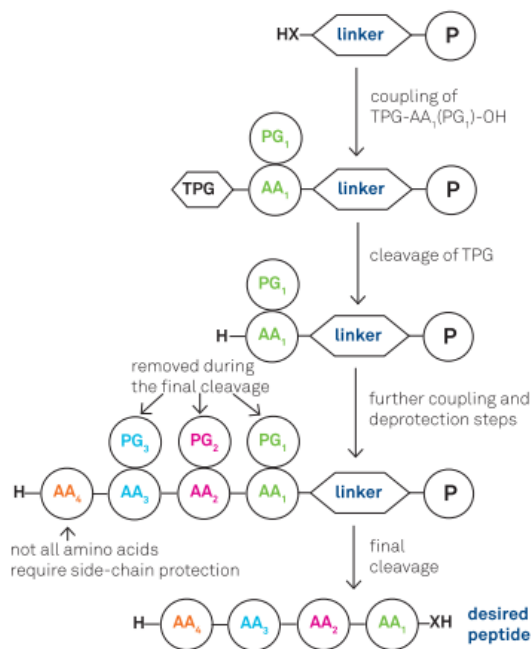 HX linker P
coupling of
TPG-AA₁(PG₁)-OH
PG₁
TPG AA₁ linker P
cleavage of TPG
PG₁
H AA₁ linker P
removed during
the final cleavage
further coupling and
deprotection steps
PG₃ PG₂ PG₁
H AA₄ AA₃ AA₂ AA₁ linker P
not all amino acids
require side-chain protection
final
cleavage
H AA₄ AA₃ AA₂ AA₁ XH
desired
peptide